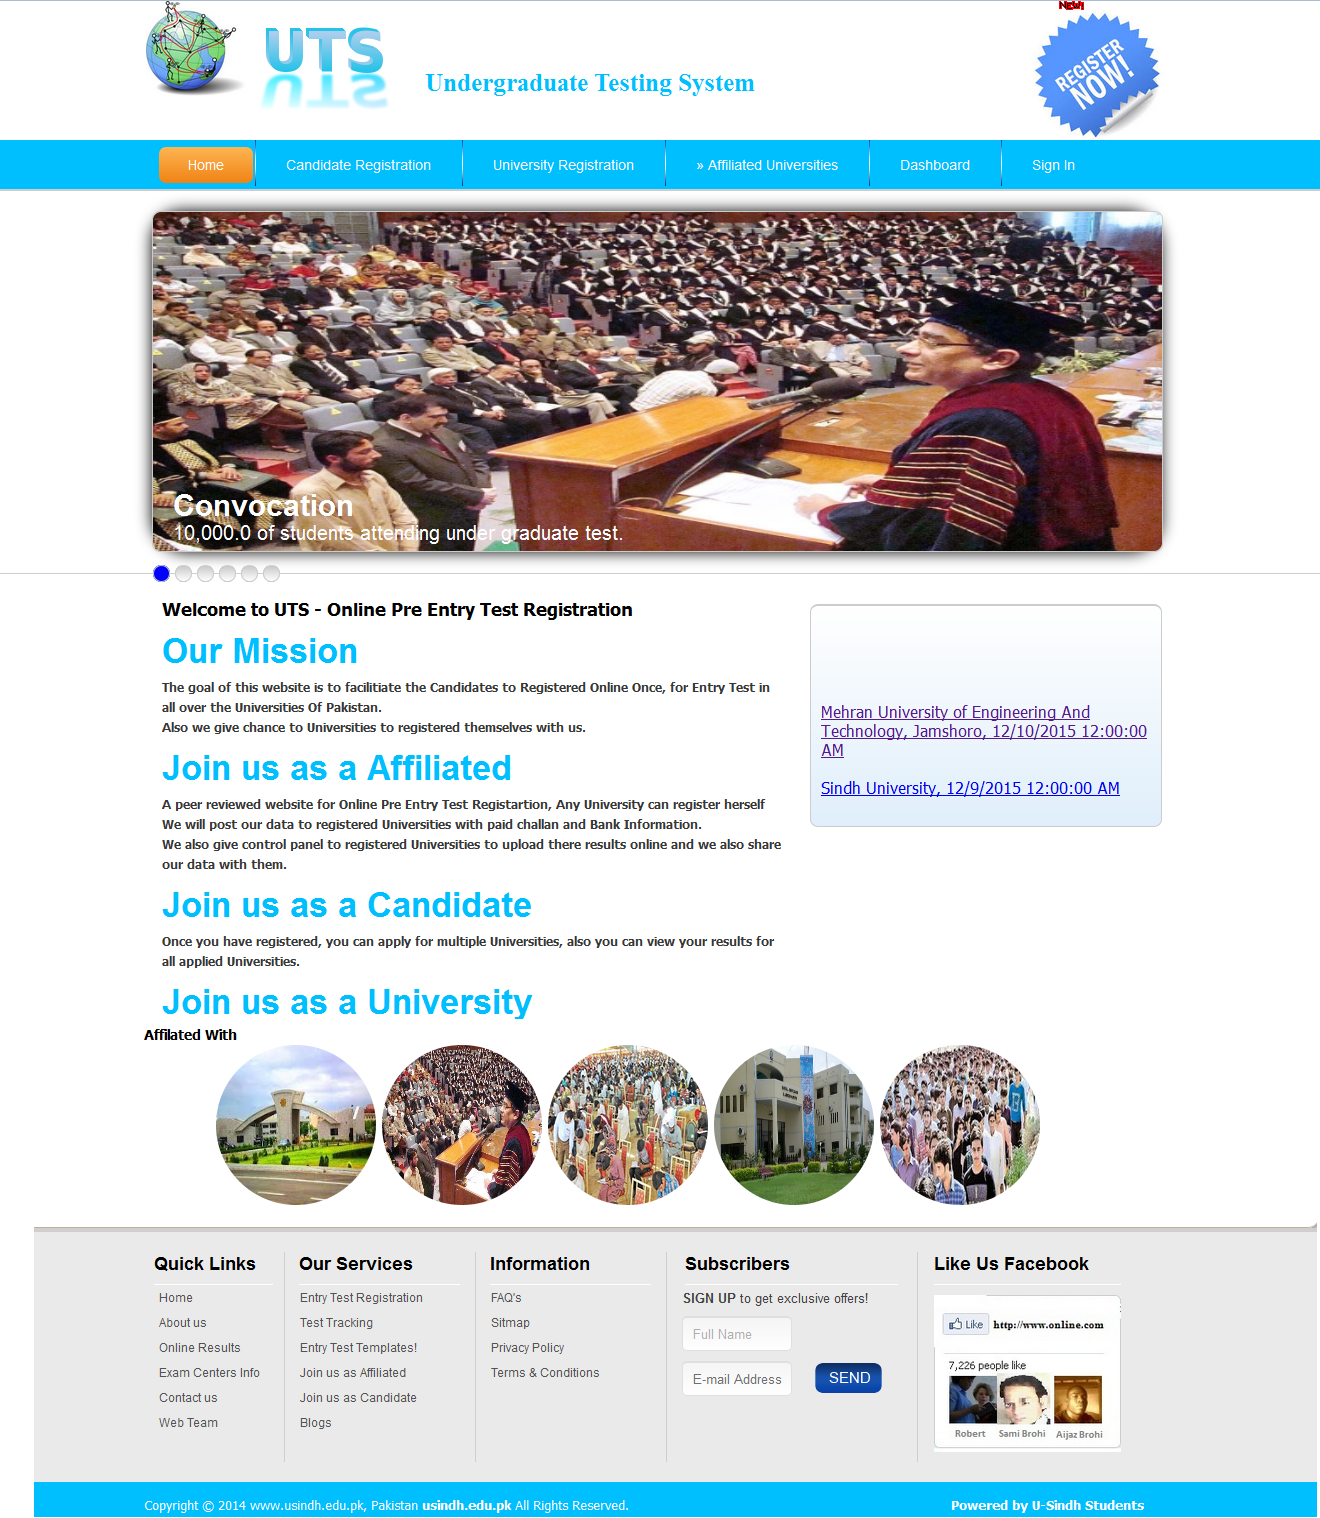 NEW!
UTS
Undergraduate Testing System
REGISTER
NOW!
Home
Candidate Registration
University Registration
» Affiliated Universities
Dashboard
Sign In
Convocation
10,000.0 of students attending under graduate test.
Welcome to UTS - Online Pre Entry Test Registration
Our Mission
The goal of this website is to facilitiate the Candidates to Registered Online Once, for Entry Test in
all over the Universities Of Pakistan.
Also we give chance to Universities to registered themselves with us.
Join us as a Affiliated
A peer reviewed website for Online Pre Entry Test Registartion, Any University can register herself
We will post our data to registered Universities with paid challan and Bank Information.
We also give control panel to registered Universities to upload there results online and we also share
our data with them.
Join us as a Candidate
Once you have registered, you can apply for multiple Universities, also you can view your results for
all applied Universities.
Join us as a University
Mehran University of Engineering And
Technology, Jamshoro, 12/10/2015 12:00:00
AM
Sindh University, 12/9/2015 12:00:00 AM
Affilated With
Quick Links
Home
About us
Online Results
Exam Centers Info
Contact us
Web Team
Our Services
Entry Test Registration
Test Tracking
Entry Test Templates!
Join us as Affiliated
Join us as Candidate
Blogs
Information
FAQ's
Sitmap
Privacy Policy
Terms & Conditions
Subscribers
SIGN UP to get exclusive offers!
Full Name
E-mail Address
SEND
Like Us Facebook
Like
http://www.online.com
7,226 people like
Robert
Sami Brohi
Aijaz Brohi
Copyright © 2014 www.usindh.edu.pk, Pakistan usindh.edu.pk All Rights Reserved.
Powered by U-Sindh Students